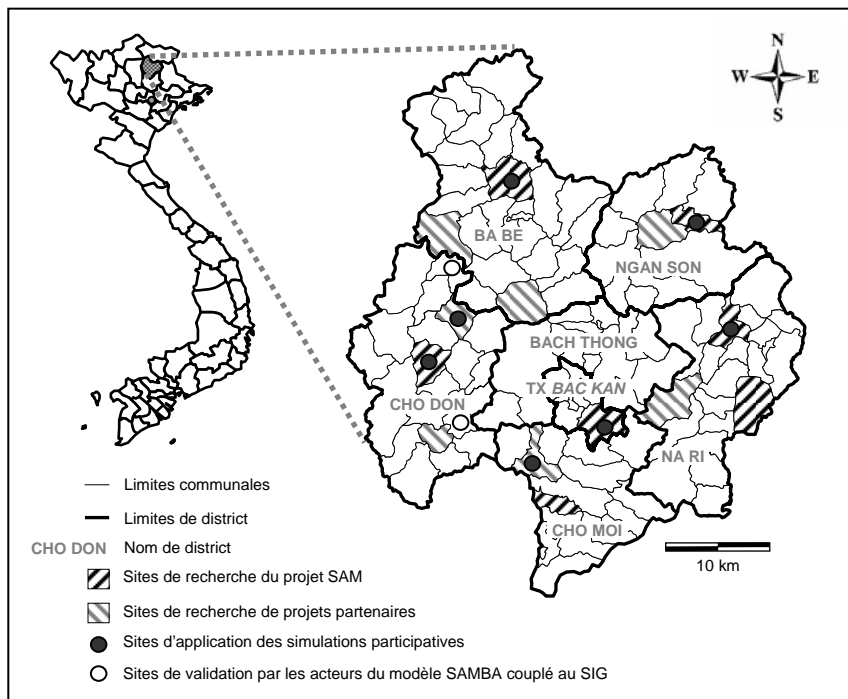 N
W E
S
BA BE
NGAN SON
BACH THONG
TX BAC KAN
CHO DON
NA RI
CHO MOI
10 km
Limites communales
Limites de district
CHO DON Nom de district
Sites de recherche du projet SAM
Sites de recherche de projets partenaires
Sites d'application des simulations participatives
Sites de validation par les acteurs du modèle SAMBA couplé au SIG